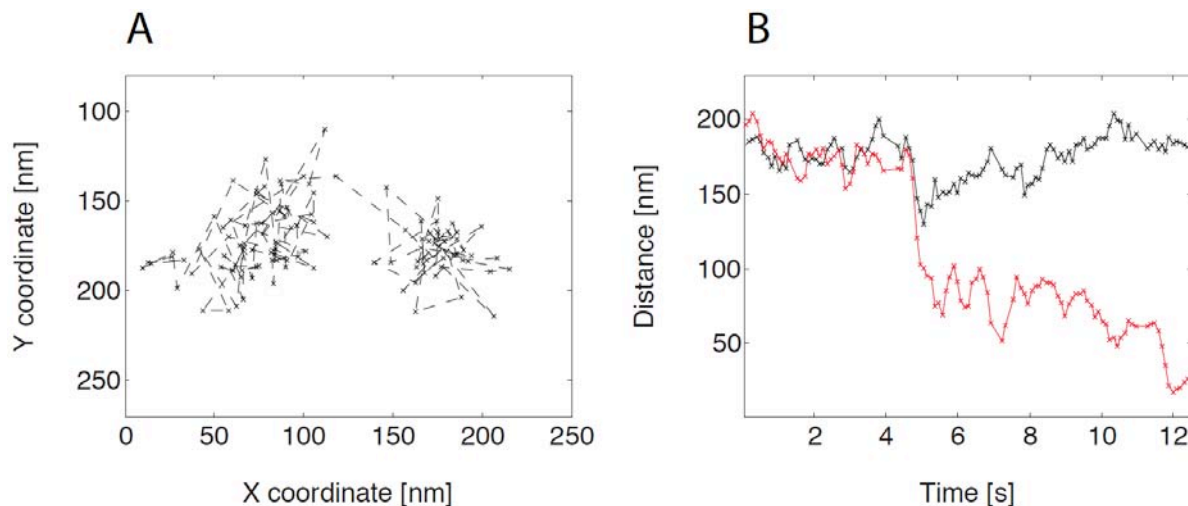 A
Y coordinate [nm]
100
150
200
250
0 50 100 150 200 250
X coordinate [nm]
B
Distance [nm]
200
150
100
50
2 4 6 8 10 12
Time [s]